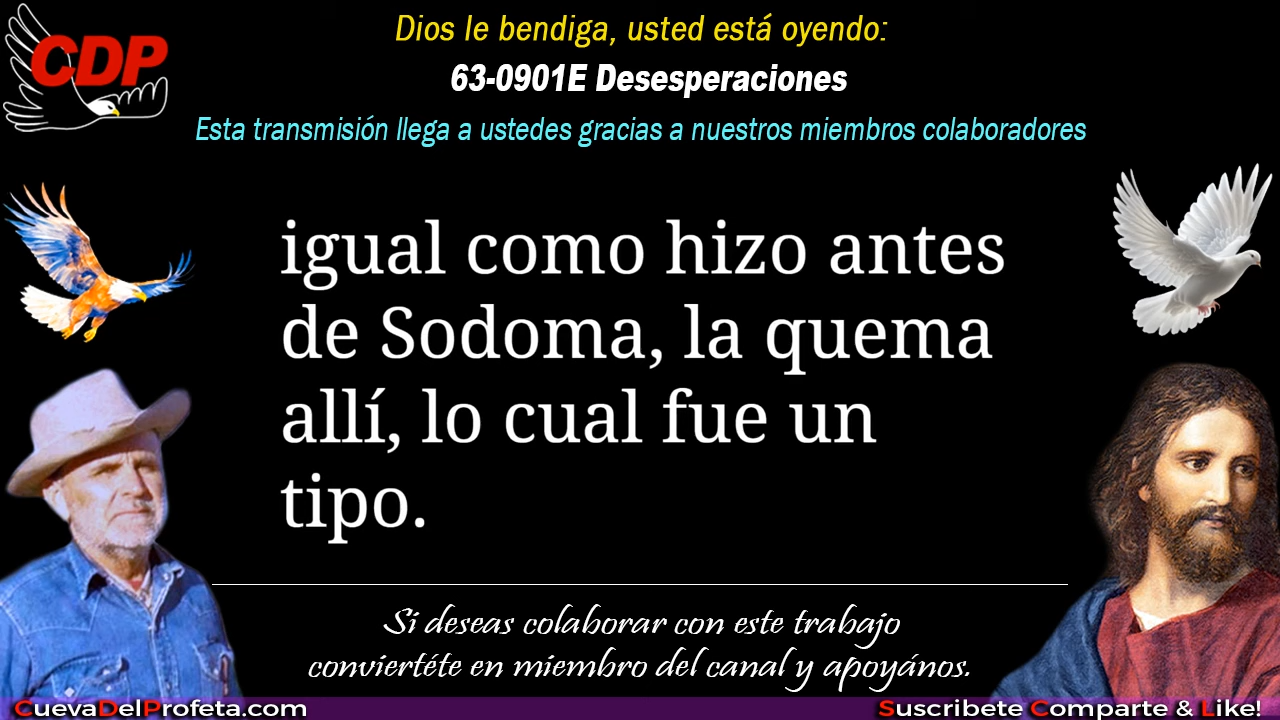 CDP
Dios le bendiga, usted está oyendo:
63-0901E Desesperaciones
Esta transmisión llega a ustedes gracias a nuestros miembros colaboradores
igual como hizo antes
de Sodoma, la quema
allí, lo cual fue un
tipo.
Si deseas colaborar con este trabajo
conviertéte en miembro del canal y apoyános.
CuevaDelProfeta.com
Suscribete Comparte & Like!